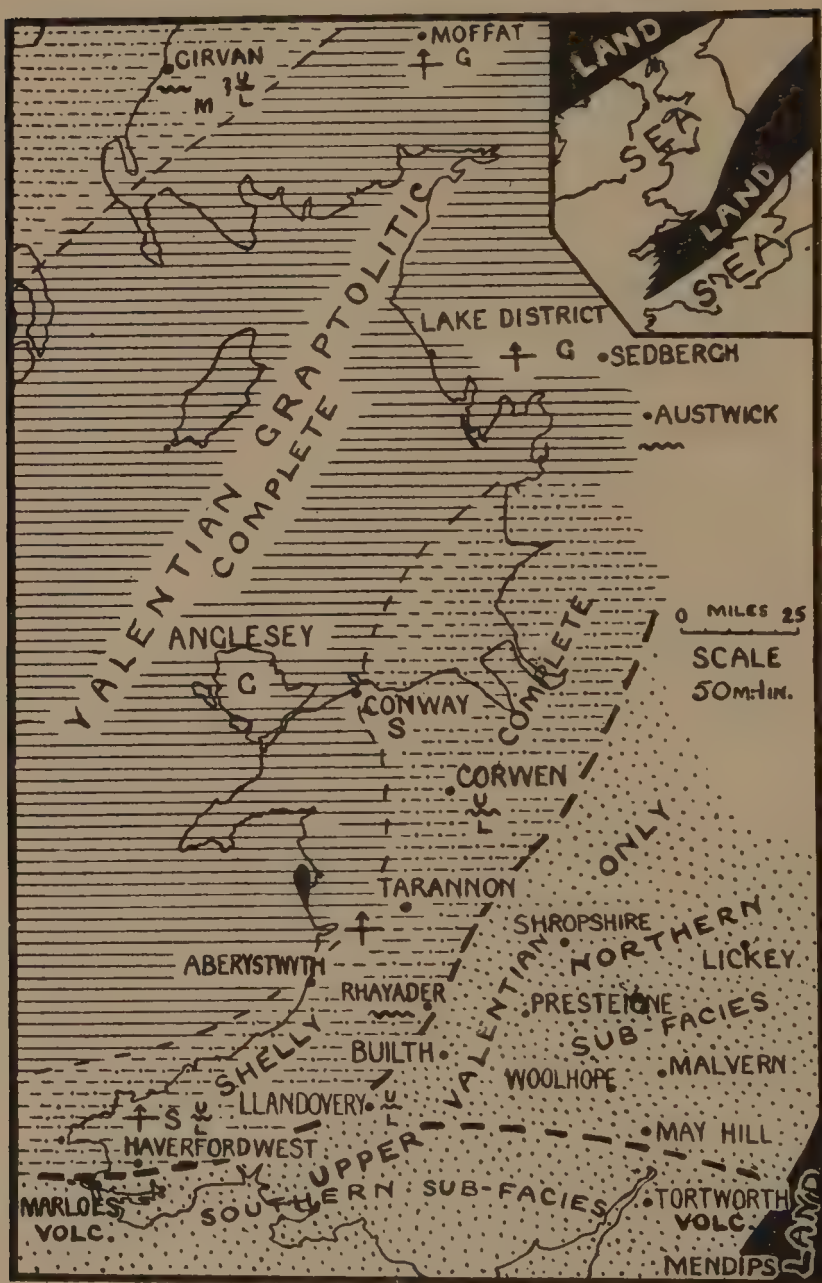 MOFFAT
G
GIRVAN
M ? U
L
LAND
SEA
LAND
SEA
LAKE DISTRICT
G
SEDBERGH
AUSTWICK
VALENTIAN GRAPTOLITIC
COMPLETE
0 MILES 25
SCALE
50M=1IN.
ANGLESEY
G
CONWAY
S
COMPLETE
CORWEN
U
L
TARANNON
ONLY
SHROPSHIRE
NORTHERN
LICKEY
ABERYSTWYTH
RHAYADER
PRESTEIGNE
SUB-FACIES
SHELLY
BUILTH
VALENTIAN
WOOLHOPE
MALVERN
S U
L
LLANDOVERY
U
L
MAY HILL
HAVERFORDWEST
UPPER
SOUTHERN SUB-FACIES
MARLOES
VOLC.
TORTWORTH
VOLC.
MENDIPS
LAND